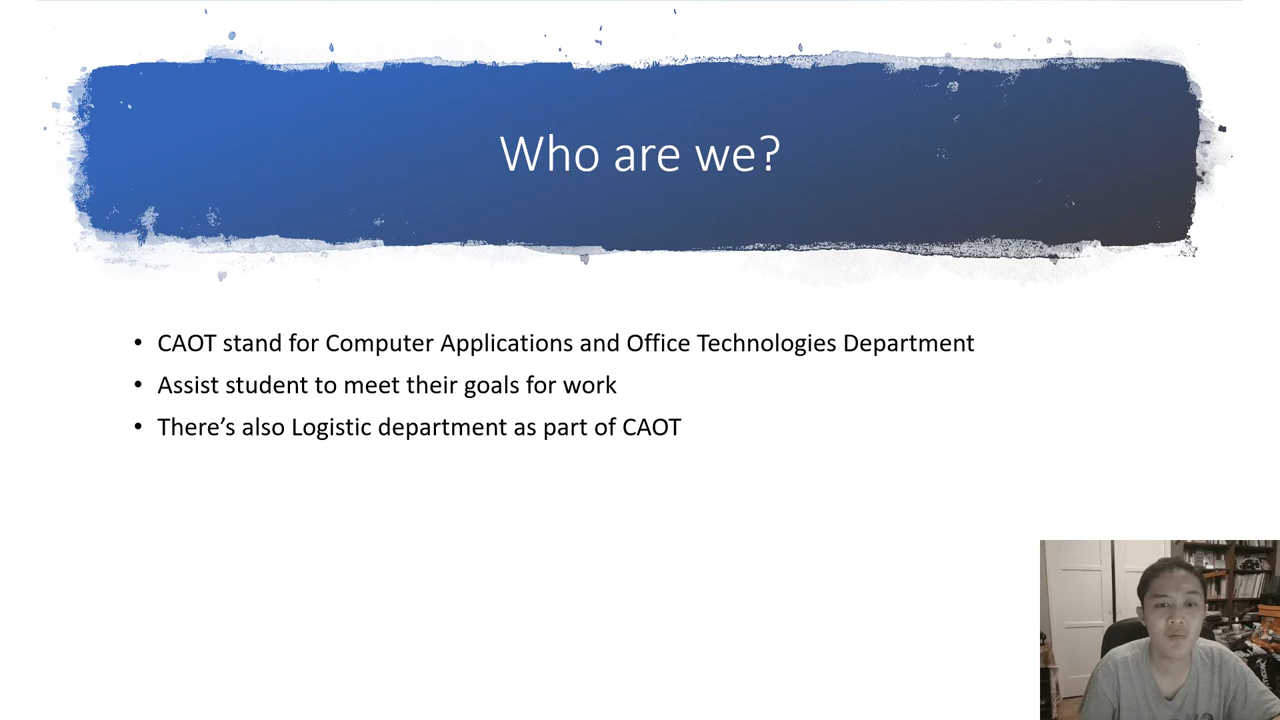 Who are we?
• CAOT stand for Computer Applications and Office Technologies Department
• Assist student to meet their goals for work
• There’s also Logistic department as part of CAOT